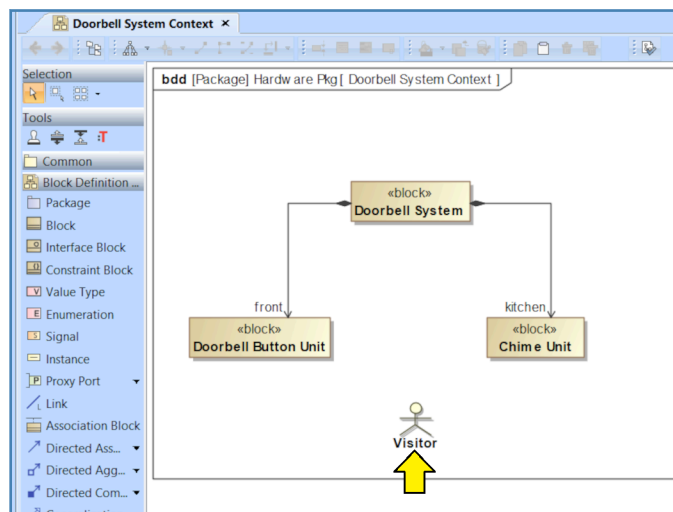 Doorbell System Context ×
Selection
Tools
:T
Common
Block Definition ...
Package
Block
Interface Block
Constraint Block
V Value Type
E Enumeration
S Signal
Instance
P Proxy Port
L Link
Association Block
Directed Ass...
Directed Agg...
Directed Com...
bdd [Package] Hardware Pkg [ Doorbell System Context ]
«block»
Doorbell System
front
kitchen
«block»
Doorbell Button Unit
«block»
Chime Unit
Visitor